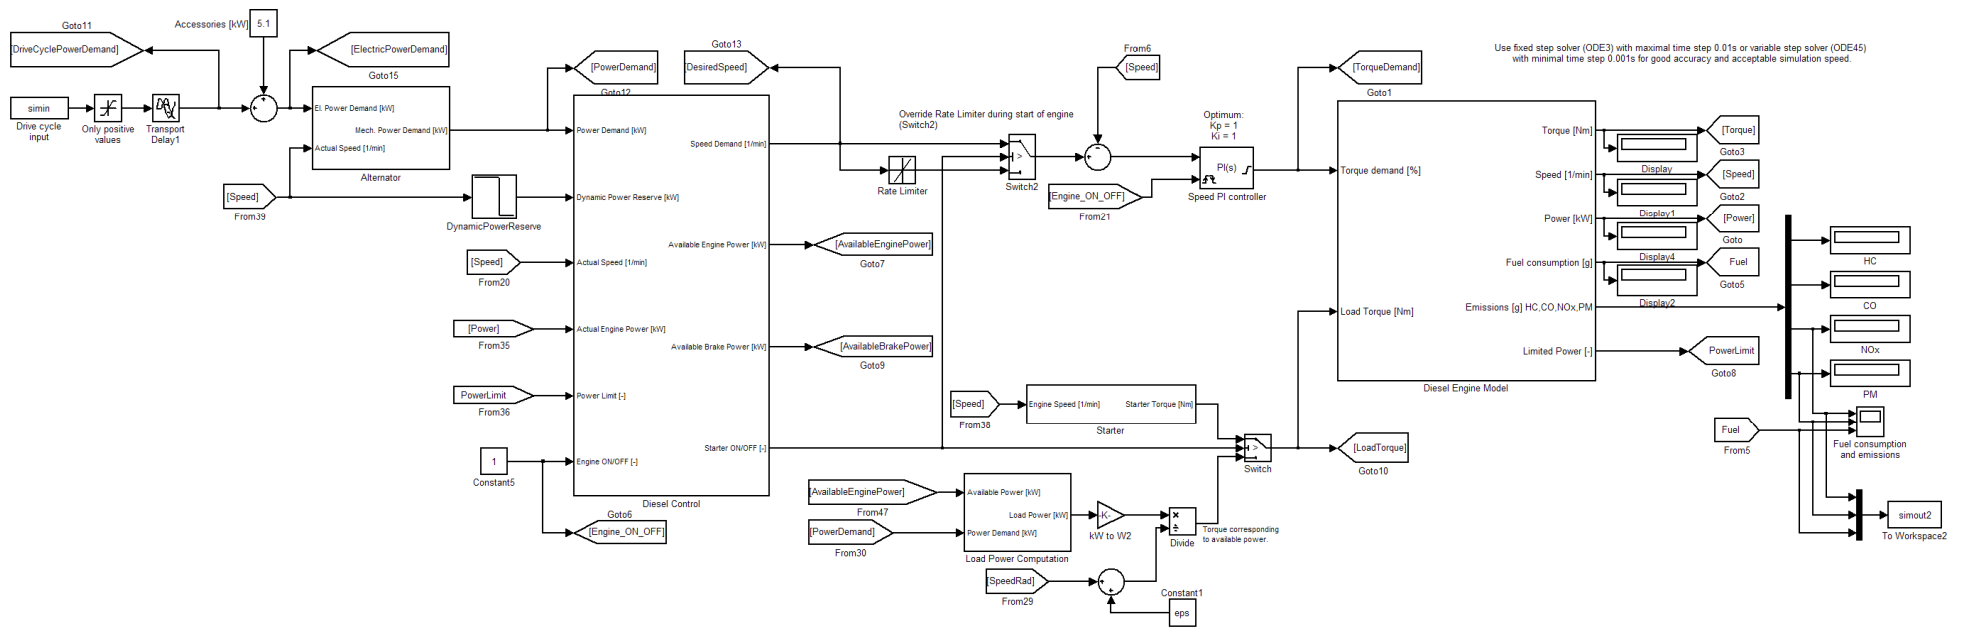 Goto11
[DriveCyclePowerDemand]
Accessories [kW]
5.1
[ElectricPowerDemand]
Goto15
simin
Drive cycle
input
Only positive
values
Transport
Delay1
El. Power Demand [kW]
Mech. Power Demand [kW]
Actual Speed [1/min]
Alternator
[Speed]
From39
DynamicPowerReserve
[PowerDemand]
Goto12
Goto13
[DesiredSpeed]
Power Demand [kW]
Speed Demand [1/min]
Dynamic Power Reserve [kW]
Available Engine Power [kW]
Actual Speed [1/min]
Actual Engine Power [kW]
Available Brake Power [kW]
Power Limit [-]
Starter ON/OFF [-]
Engine ON/OFF [-]
Diesel Control
[Speed]
From20
[Power]
From35
PowerLimit
From36
1
Constant5
Goto6
[Engine_ON_OFF]
[AvailableEnginePower]
Goto7
[AvailableBrakePower]
Goto9
Rate Limiter
Override Rate Limiter during start of engine
(Switch2)
>
Switch2
From6
[Speed]
[Engine_ON_OFF]
From21
Optimum:
Kp = 1
Ki = 1
PI(s)
Speed PI controller
[TorqueDemand]
Goto1
[Speed]
From38
Engine Speed [1/min]
Starter Torque [Nm]
Starter
>
Switch
[LoadTorque]
Goto10
[AvailableEnginePower]
From47
[PowerDemand]
From30
Available Power [kW]
Load Power [kW]
Power Demand [kW]
Load Power Computation
-K-
kW to W2
×
÷
Divide
Torque corresponding
to available power.
[SpeedRad]
From29
Constant1
eps
Use fixed step solver (ODE3) with maximal time step 0.01s or variable step solver (ODE45)
with minimal time step 0.001s for good accuracy and acceptable simulation speed.
Torque demand [%]
Load Torque [Nm]
Torque [Nm]
Speed [1/min]
Power [kW]
Fuel consumption [g]
Emissions [g] HC,CO,NOx,PM
Limited Power [-]
Diesel Engine Model
[Torque]
Goto3
Display
[Speed]
Goto2
Display1
[Power]
Goto
Display4
Fuel
Goto5
Display2
PowerLimit
Goto8
HC
CO
NOx
PM
Fuel
From5
Fuel consumption
and emissions
simout2
To Workspace2